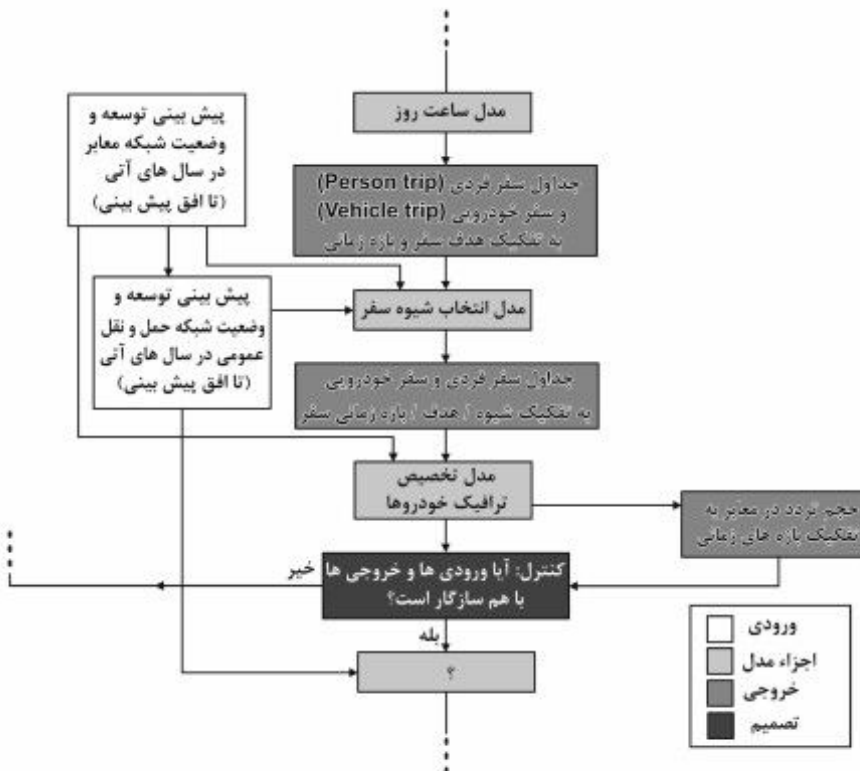 مدل ساعت روز
پیش بینی توسعه و
وضعیت شبکه معابر
در سال های آتی
(تا افق پیش بینی)
جداول سفر فردی (Person trip)
و سفر خودرویی (Vehicle trip)
به تفکیک هدف سفر و بازه زمانی
پیش بینی توسعه و
وضعیت شبکه حمل و نقل
عمومی در سال های آتی
(تا افق پیش بینی)
مدل انتخاب شیوه سفر
جداول سفر فردی و سفر خودرویی
به تفکیک شیوه / هدف / بازه زمانی سفر
مدل تخصیص
ترافیک خودروها
حجم تردد در معابر به
تفکیک بازه های زمانی
کنترل: آیا ورودی ها و خروجی ها
با هم سازگار است؟
خیر
بله
؟
ورودی
اجزاء مدل
خروجی
تصمیم